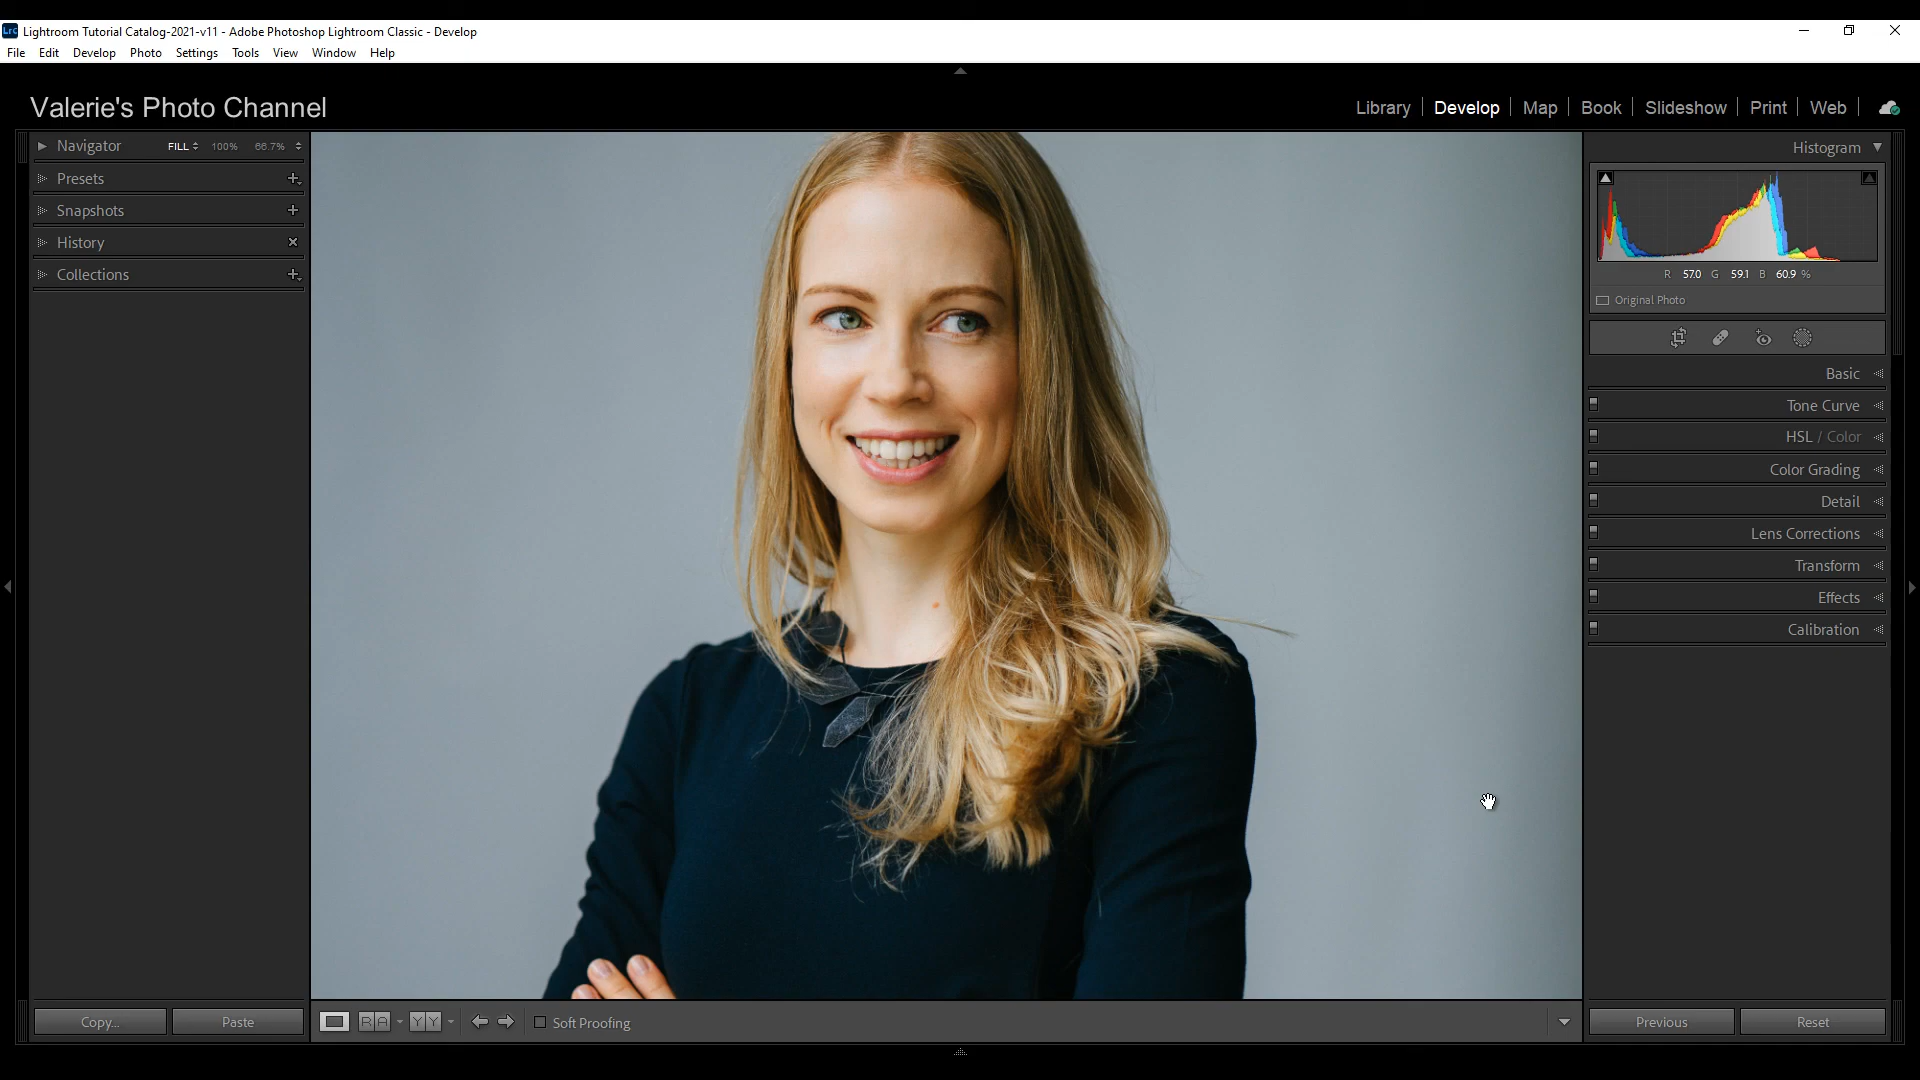 Lrc Lightroom Tutorial Catalog-2021-v11 - Adobe Photoshop Lightroom Classic - Develop
File Edit Develop Photo Settings Tools View Window Help
Valerie's Photo Channel
Library Develop Map Book Slideshow Print Web
Navigator FILL 100% 66.7%
Presets
Snapshots
History
Collections
Histogram
R 57.0 G 59.1 B 60.9 %
Original Photo
Basic
Tone Curve
HSL / Color
Color Grading
Detail
Lens Corrections
Transform
Effects
Calibration
Copy... Paste
R A Y Y Soft Proofing
Previous Reset